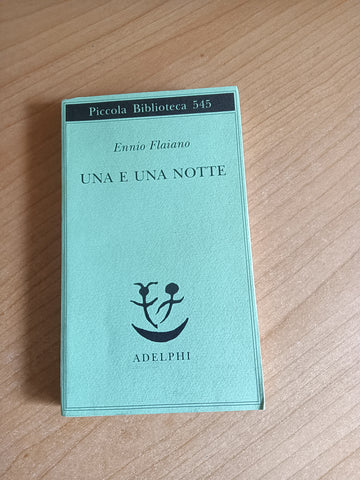 Piccola Biblioteca 545
Ennio Flaiano
UNA E UNA NOTTE
ADELPHI